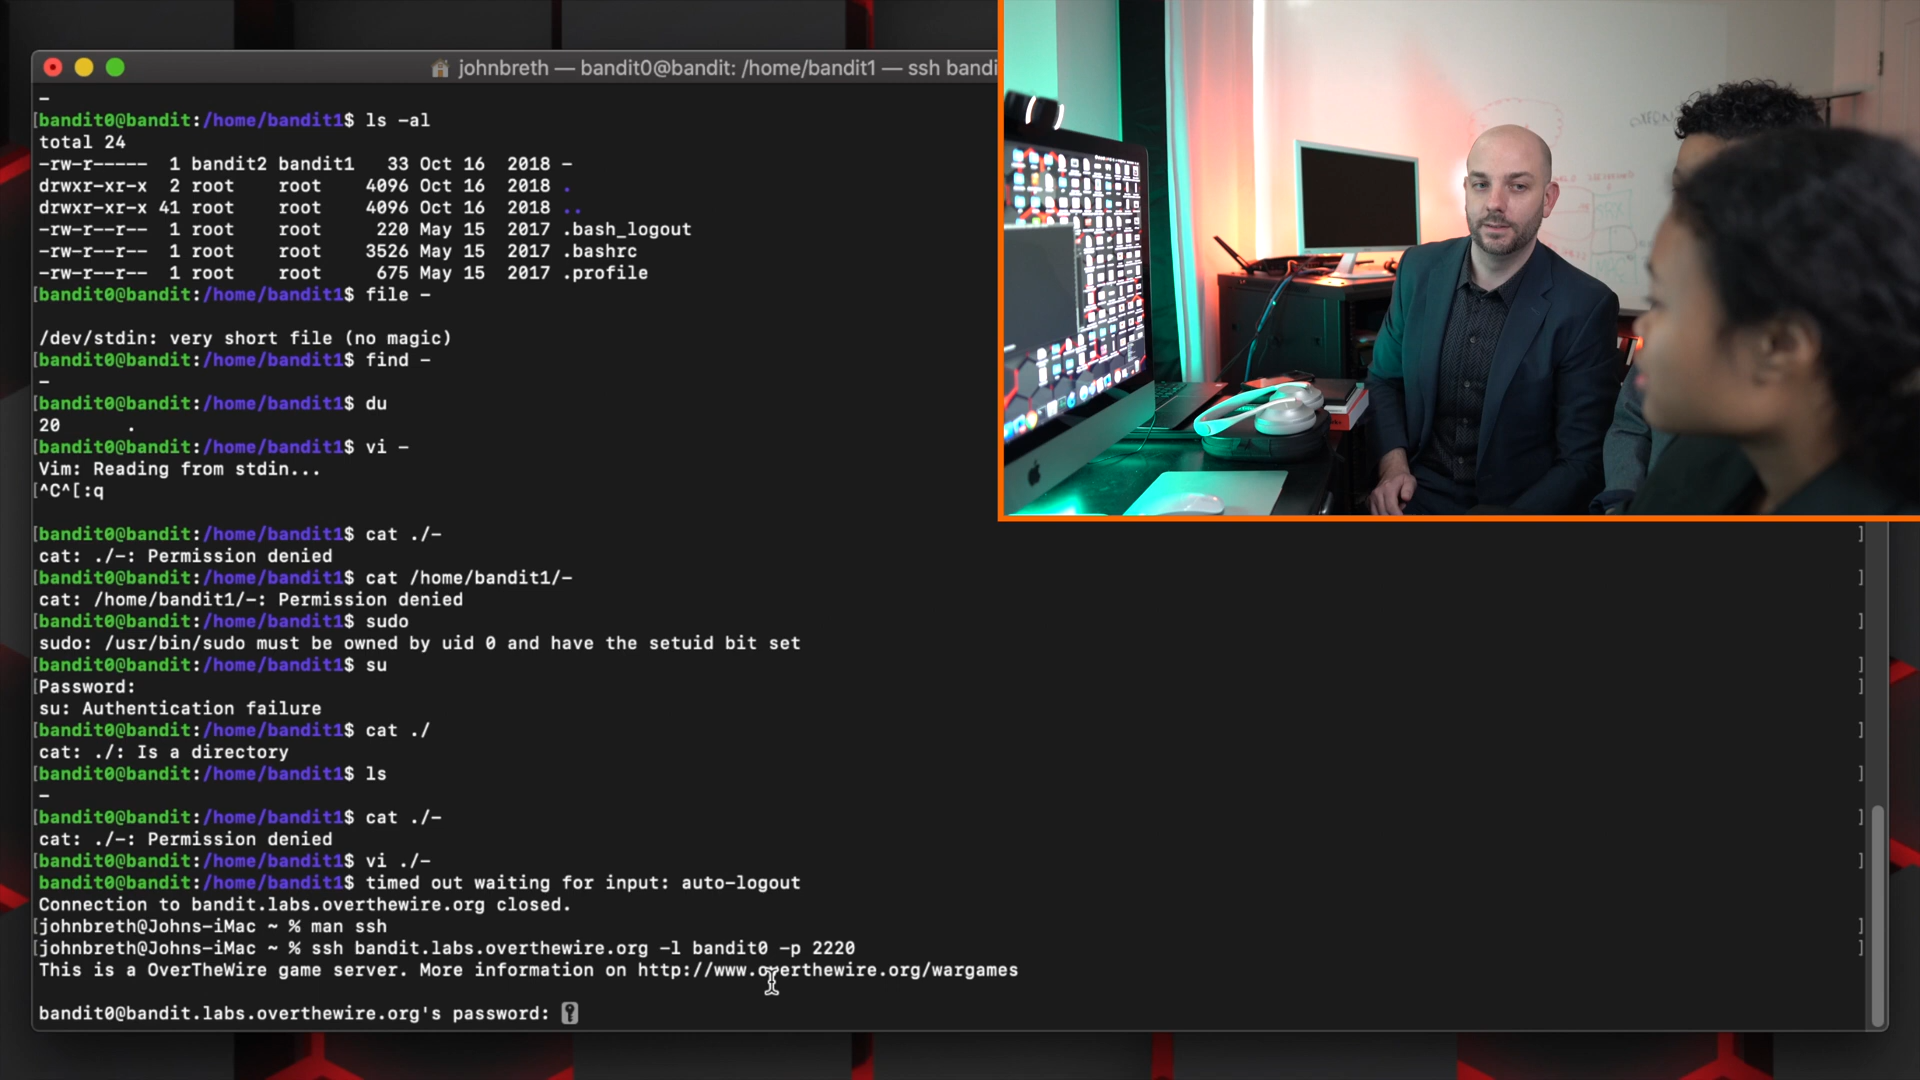 johnbreth — bandit0@bandit: /home/bandit1 — ssh bandi
-
[bandit0@bandit:/home/bandit1$ ls -al
total 24
-rw-r-----  1 bandit2 bandit1   33 Oct 16  2018 -
drwxr-xr-x  2 root    root    4096 Oct 16  2018 .
drwxr-xr-x 41 root    root    4096 Oct 16  2018 ..
-rw-r--r--  1 root    root     220 May 15  2017 .bash_logout
-rw-r--r--  1 root    root    3526 May 15  2017 .bashrc
-rw-r--r--  1 root    root     675 May 15  2017 .profile
[bandit0@bandit:/home/bandit1$ file -
/dev/stdin: very short file (no magic)
[bandit0@bandit:/home/bandit1$ find -
-
[bandit0@bandit:/home/bandit1$ du
20      .
[bandit0@bandit:/home/bandit1$ vi -
Vim: Reading from stdin...
[^C^[:q
[bandit0@bandit:/home/bandit1$ cat ./- ]
cat: ./-: Permission denied
[bandit0@bandit:/home/bandit1$ cat /home/bandit1/- ]
cat: /home/bandit1/-: Permission denied
[bandit0@bandit:/home/bandit1$ sudo ]
sudo: /usr/bin/sudo must be owned by uid 0 and have the setuid bit set
[bandit0@bandit:/home/bandit1$ su ]
[Password: ]
su: Authentication failure
[bandit0@bandit:/home/bandit1$ cat ./ ]
cat: ./: Is a directory
[bandit0@bandit:/home/bandit1$ ls ]
-
[bandit0@bandit:/home/bandit1$ cat ./- ]
cat: ./-: Permission denied
[bandit0@bandit:/home/bandit1$ vi ./- ]
bandit0@bandit:/home/bandit1$ timed out waiting for input: auto-logout
Connection to bandit.labs.overthewire.org closed.
[johnbreth@Johns-iMac ~ % man ssh ]
[johnbreth@Johns-iMac ~ % ssh bandit.labs.overthewire.org -l bandit0 -p 2220 ]
This is a OverTheWire game server. More information on http://www.overthewire.org/wargames
bandit0@bandit.labs.overthewire.org's password: